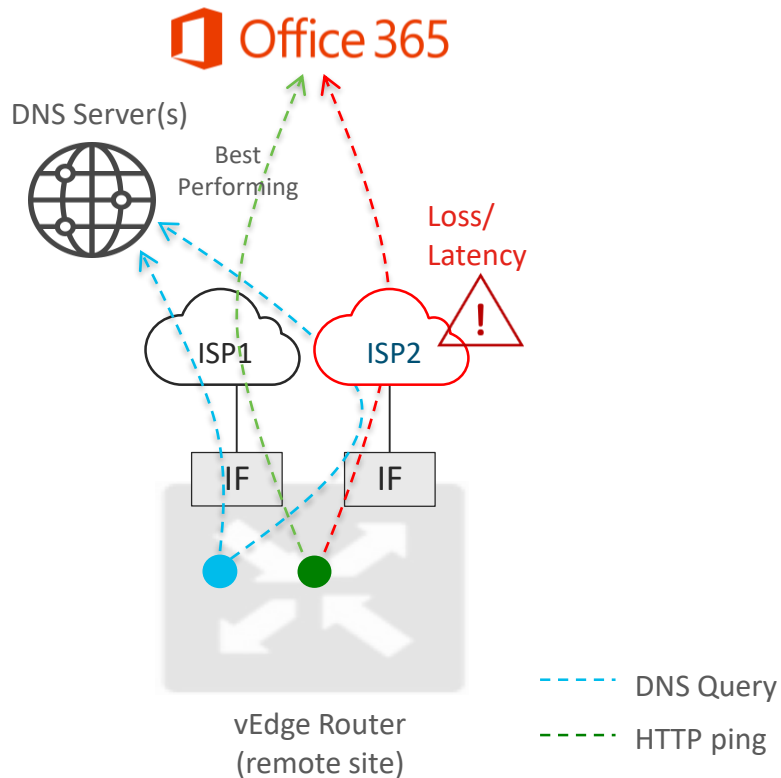 Office 365
DNS Server(s)
Best
Performing
Loss/
Latency
!
ISP1
ISP2
IF
IF
DNS Query
vEdge Router
(remote site)
HTTP ping